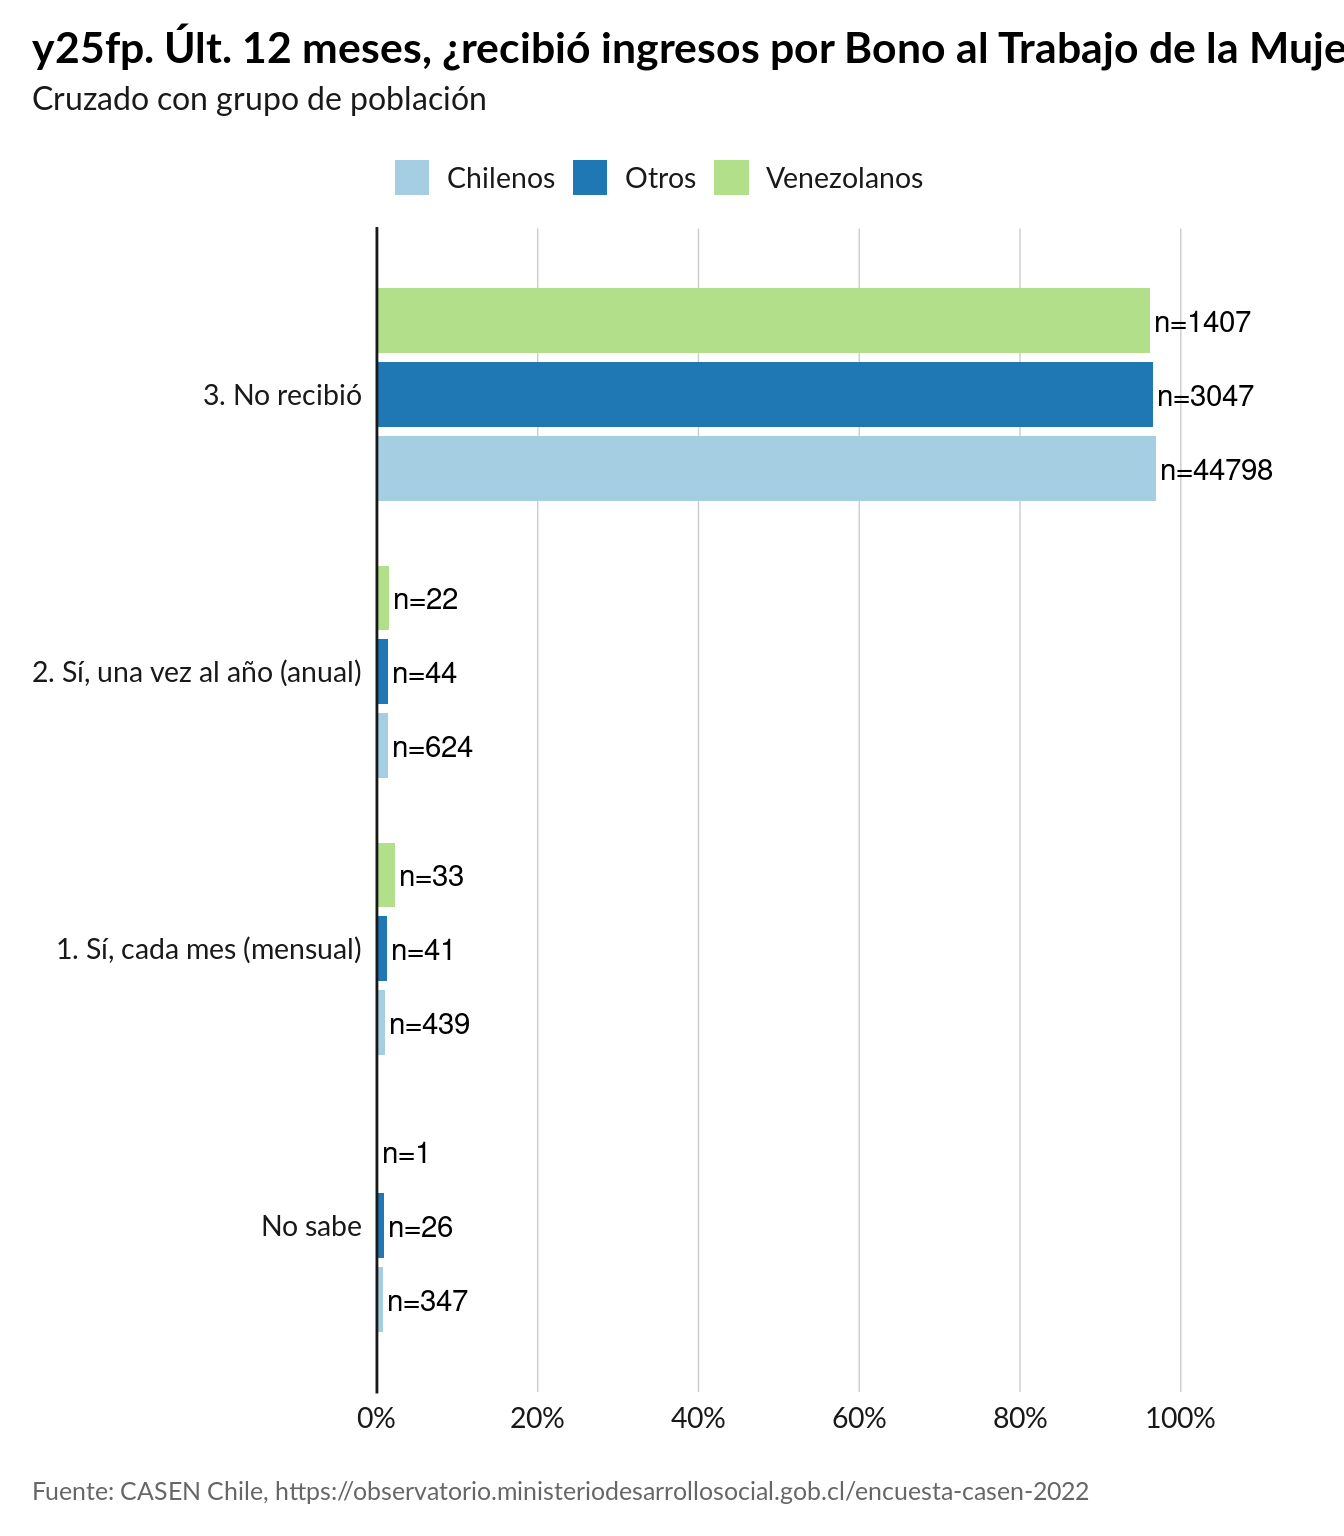 y25fp. Últ. 12 meses, ¿recibió ingresos por Bono al Trabajo de la Muje
Cruzado con grupo de población
Chilenos Otros Venezolanos
n=1407
3. No recibió n=3047
n=44798
n=22
2. Sí, una vez al año (anual) n=44
n=624
n=33
1. Sí, cada mes (mensual) n=41
n=439
n=1
No sabe n=26
n=347
0% 20% 40% 60% 80% 100%
Fuente: CASEN Chile, https://observatorio.ministeriodesarrollosocial.gob.cl/encuesta-casen-2022